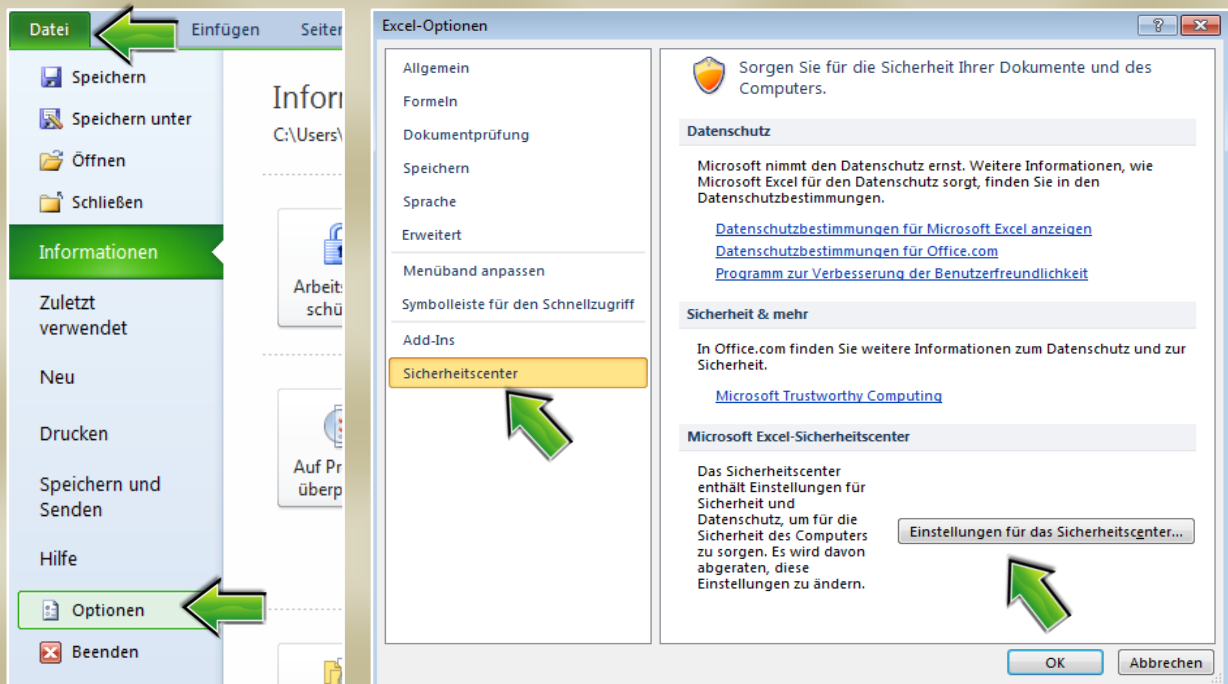 Datei
Einfügen
Speichern
Speichern unter
Öffnen
Schließen
Informationen
Zuletzt
verwendet
Neu
Drucken
Speichern und
Senden
Hilfe
Optionen
Beenden
C:\Users\
Auf
Excel-Optionen
Allgemein
Formeln
Dokumentprüfung
Speichern
Sprache
Erweitert
Menüband anpassen
Symbolleiste für den Schnellzugriff
Add-Ins
Sicherheitscenter
Sorgen Sie für die Sicherheit Ihrer Dokumente und des
Computers.
Datenschutz
Microsoft nimmt den Datenschutz ernst. Weitere Informationen, wie
Microsoft Excel für den Datenschutz sorgt, finden Sie in den
Datenschutzbestimmungen.
Datenschutzbestimmungen für Microsoft Excel anzeigen
Datenschutzbestimmungen für Office.com
Programm zur Verbesserung der Benutzerfreundlichkeit
Sicherheit & mehr
In Office.com finden Sie weitere Informationen zum Datenschutz und zur
Sicherheit.
Microsoft Trustworthy Computing
Microsoft Excel-Sicherheitscenter
Das Sicherheitscenter
enthält Einstellungen für
Sicherheit und
Datenschutz, um für die
Sicherheit des Computers
zu sorgen. Es wird davon
abgeraten, diese
Einstellungen zu ändern.
Einstellungen für das Sicherheitscenter...
OK
Abbrechen